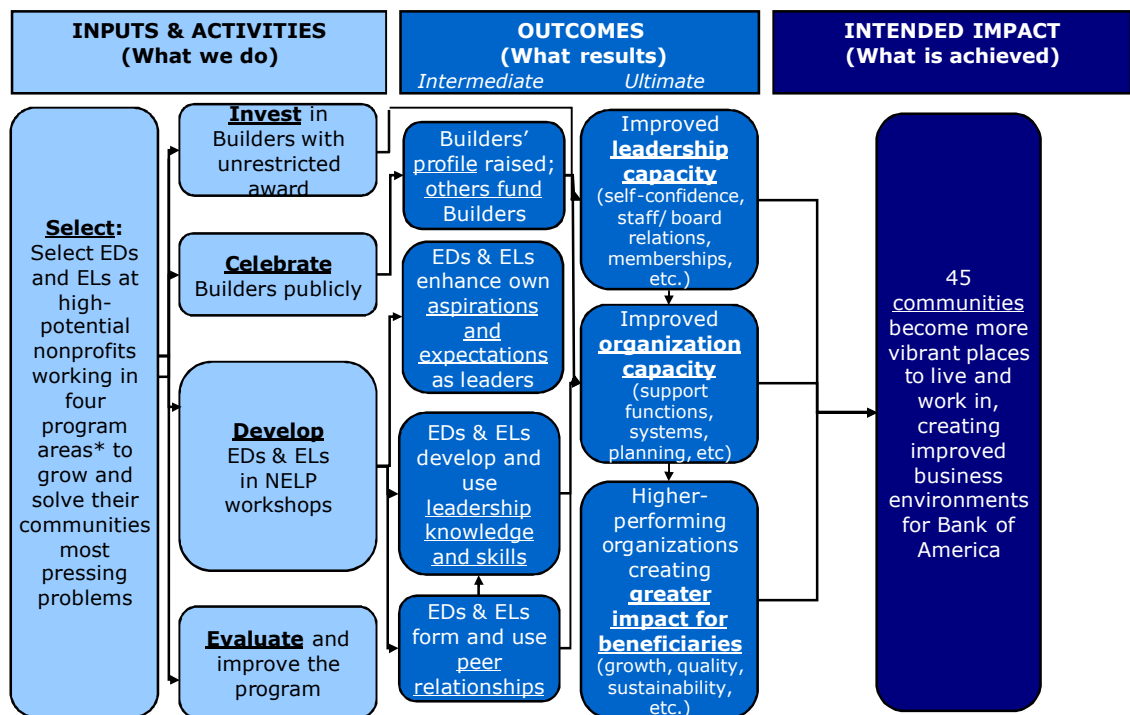 INPUTS & ACTIVITIES
(What we do)
OUTCOMES
(What results)
Intermediate
Ultimate
INTENDED IMPACT
(What is achieved)
Select:
Select EDs
and ELs at
high-
potential
nonprofits
working in
four
program
areas* to
grow and
solve their
communities
most
pressing
problems
Invest in
Builders with
unrestricted
award
Celebrate
Builders publicly
Develop
EDs & ELs
in NELP
workshops
Evaluate and
improve the
program
Builders’
profile raised;
others fund
Builders
EDs & ELs
enhance own
aspirations
and
expectations
as leaders
EDs & ELs
develop and
use
leadership
knowledge
and skills
EDs & ELs
form and use
peer
relationships
Improved
leadership
capacity
(self-confidence,
staff/ board
relations,
memberships,
etc.)
Improved
organization
capacity
(support
functions,
systems,
planning, etc)
Higher-
performing
organizations
creating
greater
impact for
beneficiaries
(growth, quality,
sustainability,
etc.)
45
communities
become more
vibrant places
to live and
work in,
creating
improved
business
environments
for Bank of
America